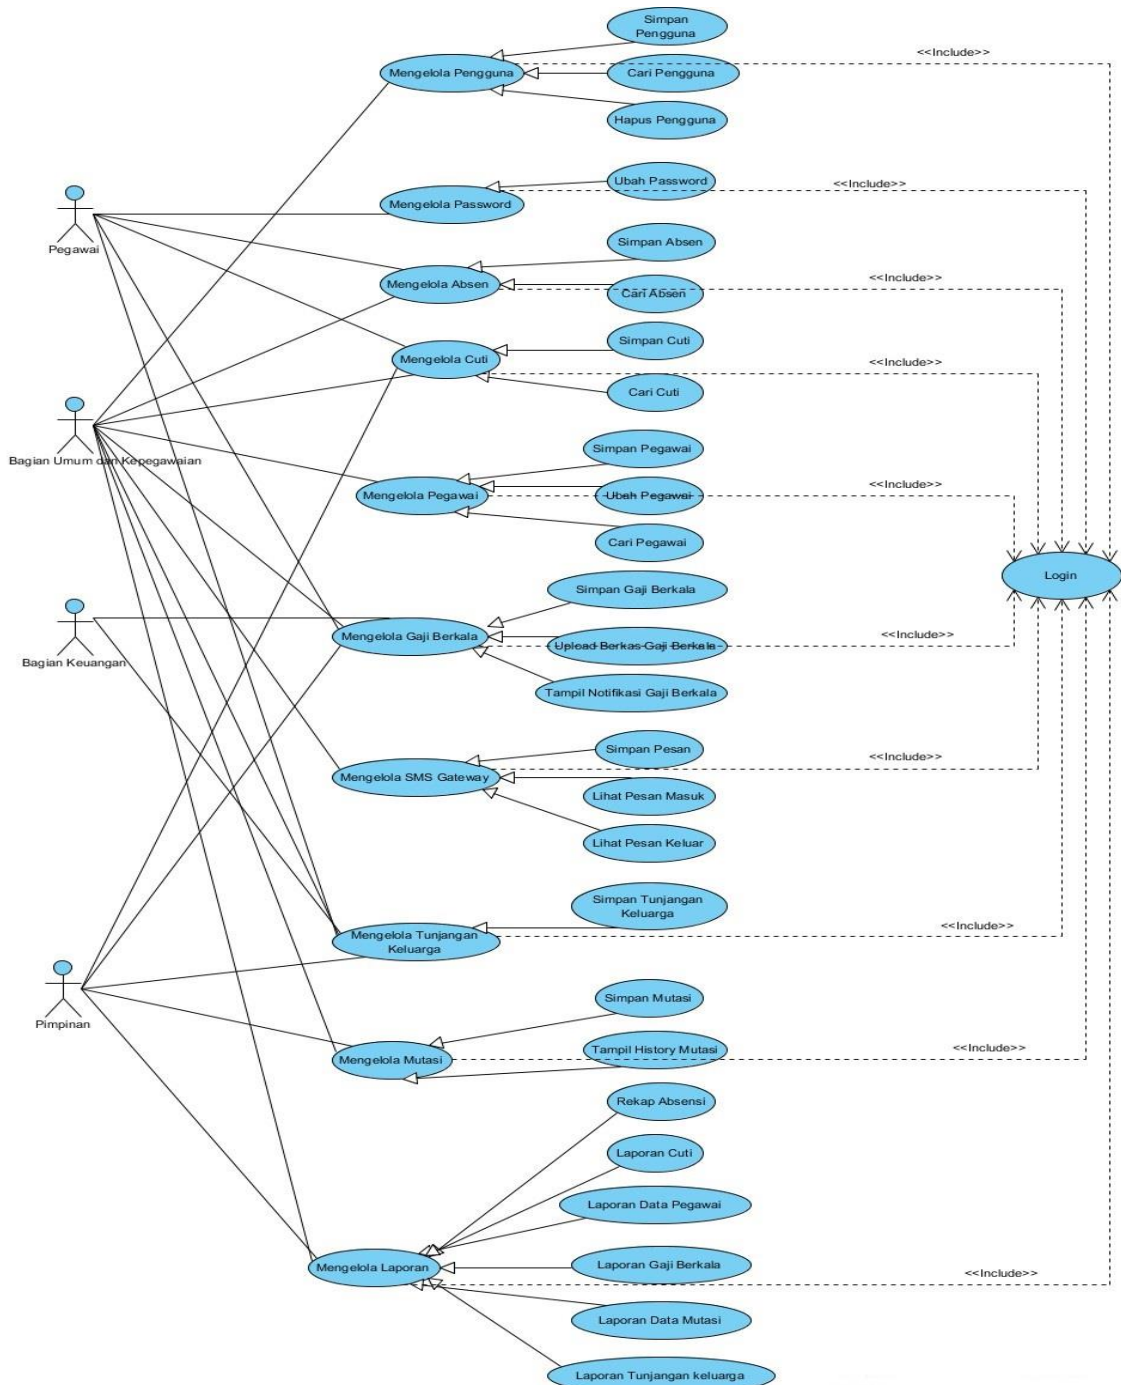 Simpan
Pengguna
<<Include>>
Mengelola Pengguna
Cari Pengguna
Hapus Pengguna
Ubah Password
<<Include>>
Mengelola Password
Pegawai
Simpan Absen
<<Include>>
Mengelola Absen
Cari Absen
Simpan Cuti
Mengelola Cuti
<<Include>>
Cari Cuti
Bagian Umum dan Kepegawaian
Simpan Pegawai
<<Include>>
Mengelola Pegawai
Ubah Pegawai
Cari Pegawai
Login
Simpan Gaji Berkala
Bagian Keuangan
Mengelola Gaji Berkala
<<Include>>
Upload Berkas Gaji Berkala
Tampil Notifikasi Gaji Berkala
Simpan Pesan
<<Include>>
Mengelola SMS Gateway
Lihat Pesan Masuk
Lihat Pesan Keluar
Simpan Tunjangan
Keluarga
<<Include>>
Mengelola Tunjangan
Keluarga
Pimpinan
Simpan Mutasi
Tampil History Mutasi
<<Include>>
Mengelola Mutasi
Rekap Absensi
Laporan Cuti
Laporan Data Pegawai
Mengelola Laporan
Laporan Gaji Berkala
<<Include>>
Laporan Data Mutasi
Laporan Tunjangan keluarga